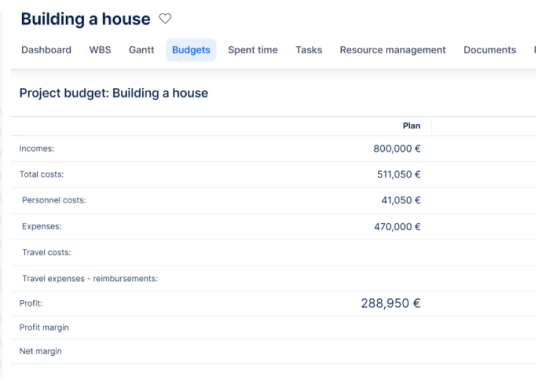 Building a house
Dashboard WBS Gantt Budgets Spent time Tasks Resource management Documents
Project budget: Building a house
Plan
Incomes: 800,000 €
Total costs: 511,050 €
Personnel costs: 41,050 €
Expenses: 470,000 €
Travel costs:
Travel expenses - reimbursements:
Profit: 288,950 €
Profit margin
Net margin